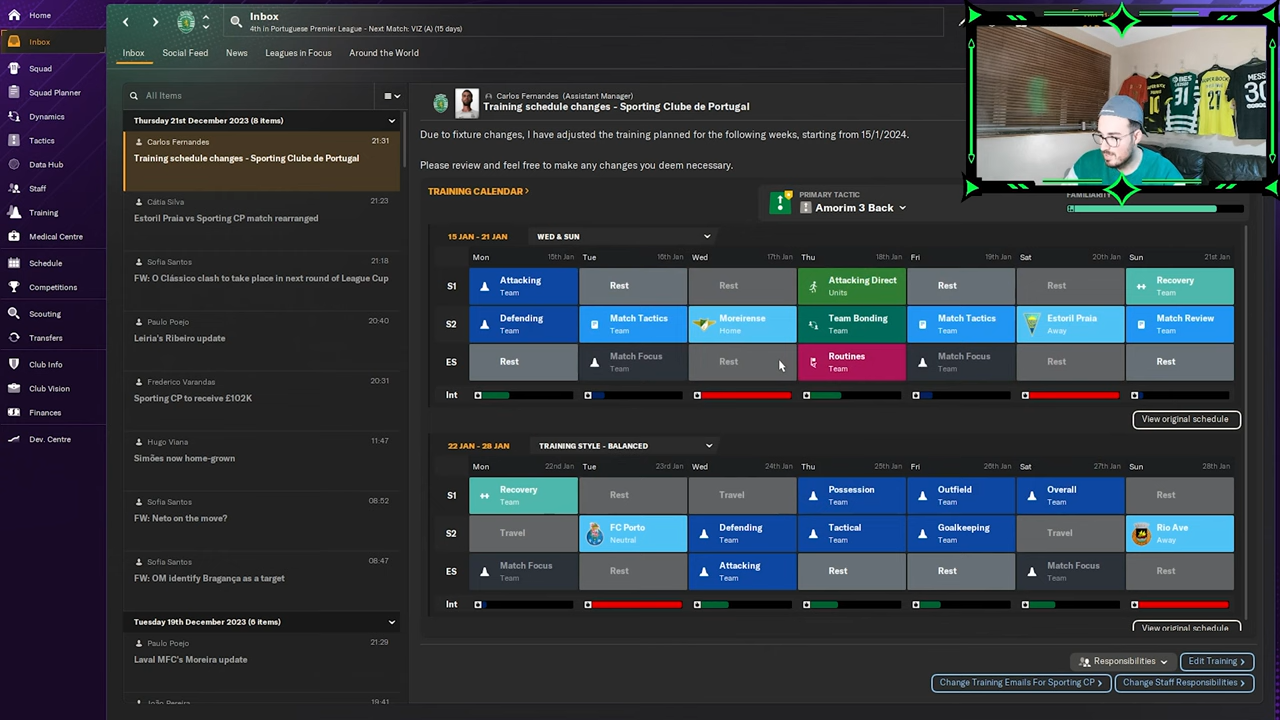 Home
Inbox
Squad
Squad Planner
Dynamics
Tactics
Data Hub
Staff
Training
Medical Centre
Schedule
Competitions
Scouting
Transfers
Club Info
Club Vision
Finances
Dev. Centre
Inbox
4th in Portuguese Premier League - Next Match: VIZ (A) (15 days)
Inbox Social Feed News Leagues in Focus Around the World
All Items
Thursday 21st December 2023 (8 items)
Carlos Fernandes 21:31
Training schedule changes - Sporting Clube de Portugal
Cátia Silva 21:23
Estoril Praia vs Sporting CP match rearranged
Sofia Santos 21:18
FW: O Clássico clash to take place in next round of League Cup
Paulo Poejo 20:40
Leiria's Ribeiro update
Frederico Varandas 20:31
Sporting CP to receive £102K
Hugo Viana 11:47
Simões now home-grown
Sofia Santos 08:52
FW: Neto on the move?
Sofia Santos 08:47
FW: OM identify Bragança as a target
Tuesday 19th December 2023 (6 items)
Paulo Poejo 21:29
Laval MFC's Moreira update
João Pereira 19:41
Carlos Fernandes (Assistant Manager)
Training schedule changes - Sporting Clube de Portugal
Due to fixture changes, I have adjusted the training planned for the following weeks, starting from 15/1/2024.
Please review and feel free to make any changes you deem necessary.
TRAINING CALENDAR >
PRIMARY TACTIC
Amorim 3 Back
FAMILIARITY
15 JAN - 21 JAN WED & SUN
Mon 15th Jan Tue 16th Jan Wed 17th Jan Thu 18th Jan Fri 19th Jan Sat 20th Jan Sun 21st Jan
S1 Attacking Team Rest Rest Attacking Direct Units Rest Rest Recovery Team
S2 Defending Team Match Tactics Team Moreirense Home Team Bonding Team Match Tactics Team Estoril Praia Away Match Review Team
ES Rest Match Focus Team Rest Routines Team Match Focus Team Rest Rest
Int
View original schedule
22 JAN - 28 JAN TRAINING STYLE - BALANCED
Mon 22nd Jan Tue 23rd Jan Wed 24th Jan Thu 25th Jan Fri 26th Jan Sat 27th Jan Sun 28th Jan
S1 Recovery Team Rest Travel Possession Team Outfield Team Overall Team Rest
S2 Travel FC Porto Neutral Defending Team Tactical Team Goalkeeping Team Travel Rio Ave Away
ES Match Focus Team Rest Attacking Team Rest Rest Match Focus Team Rest
Int
View original schedule
Responsibilities Edit Training >
Change Training Emails For Sporting CP > Change Staff Responsibilities >
SUPER BOCK
BES
31
21
MESSI
30